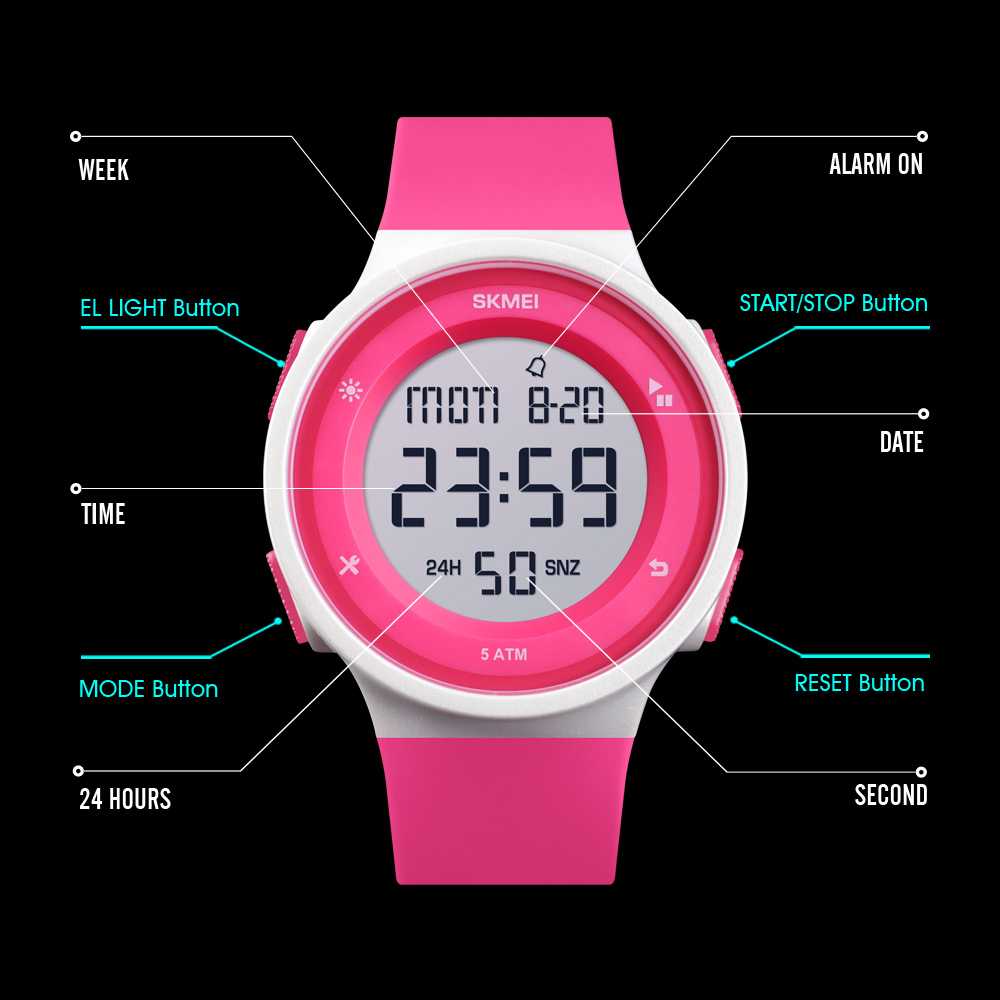 WEEK
ALARM ON
EL LIGHT Button
START/STOP Button
SKMEI
MON 8-20
DATE
23:59
TIME
24H 50 SNZ
5 ATM
MODE Button
RESET Button
24 HOURS
SECOND